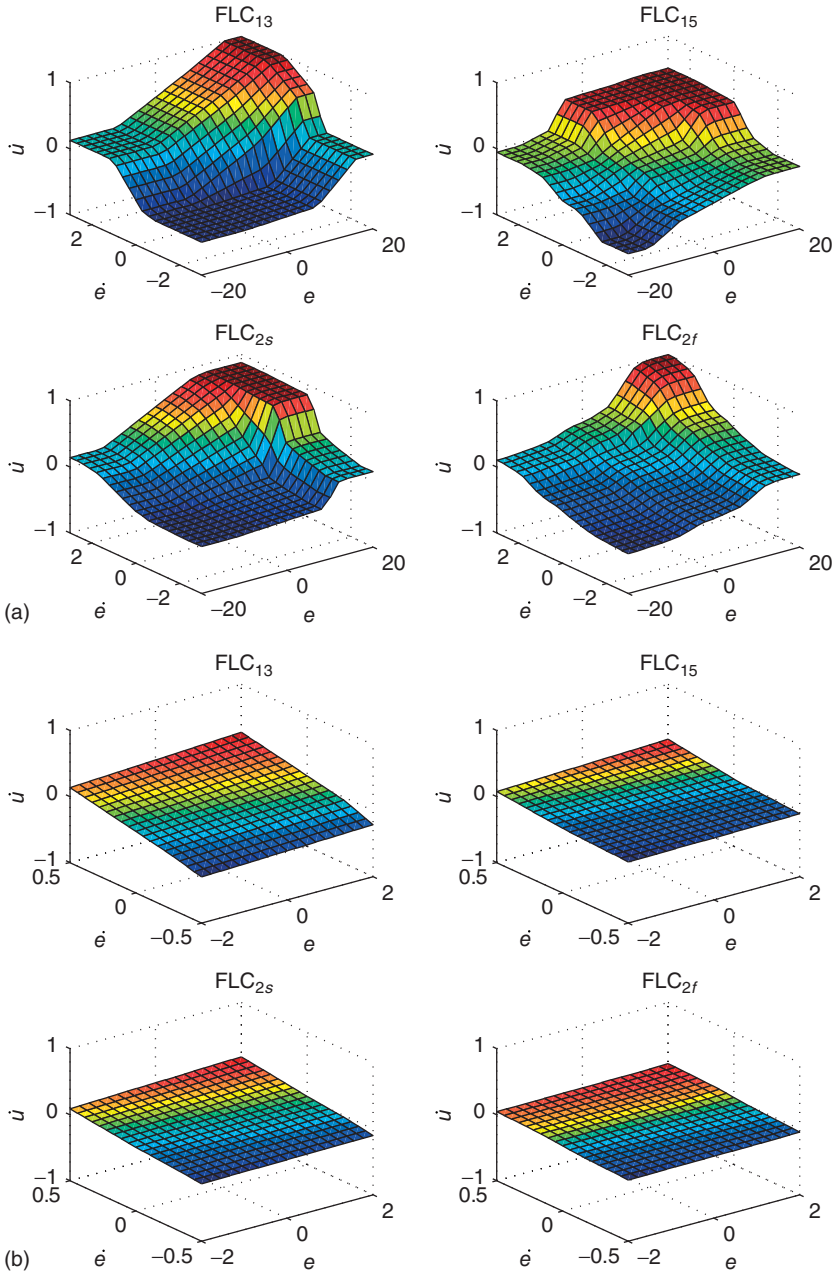 FLC13 FLC15
1 1
u̇ 0 u̇ 0
−1 −1
2 0 −2 20 2 0 −2 20
ė −20 0 e ė −20 0 e
FLC2s FLC2f
1 1
u̇ 0 u̇ 0
−1 −1
2 0 −2 20 2 0 −2 20
(a) ė −20 0 e ė −20 0 e
FLC13 FLC15
1 1
u̇ 0 u̇ 0
−1 −1
0.5 0 2 0.5 0 2
ė −0.5 −2 0 e ė −0.5 −2 0 e
FLC2s FLC2f
1 1
u̇ 0 u̇ 0
−1 −1
0.5 0 2 0.5 0 2
(b) ė −0.5 −2 0 e ė −0.5 −2 0 e